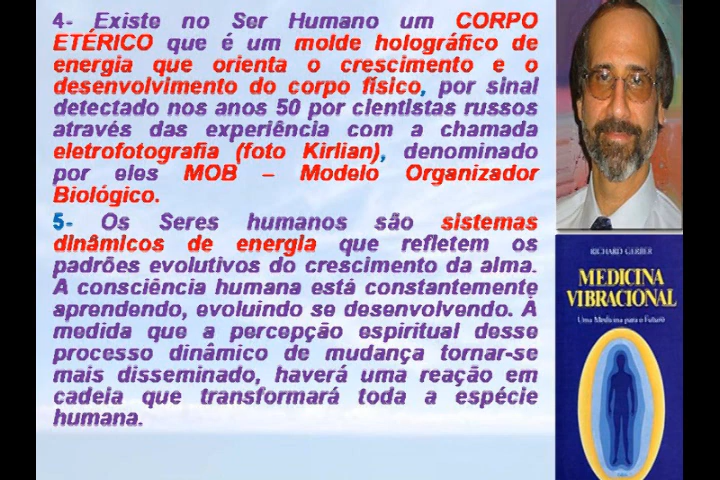 4- Existe no Ser Humano um CORPO
ETÉRICO que é um molde holográfico de
energia que orienta o crescimento e o
desenvolvimento do corpo físico, por sinal
detectado nos anos 50 por cientistas russos
através das experiência com a chamada
eletrofotografia (foto Kirlian), denominado
por eles MOB – Modelo Organizador
Biológico.
5- Os Seres humanos são sistemas
dinâmicos de energia que refletem os
padrões evolutivos do crescimento da alma.
A consciência humana está constantemente
aprendendo, evoluindo se desenvolvendo. À
medida que a percepção espiritual desse
processo dinâmico de mudança tornar-se
mais disseminado, haverá uma reação em
cadeia que transformará toda a espécie
humana.
RICHARD GERBER
MEDICINA
VIBRACIONAL
Uma Medicina para o Futuro